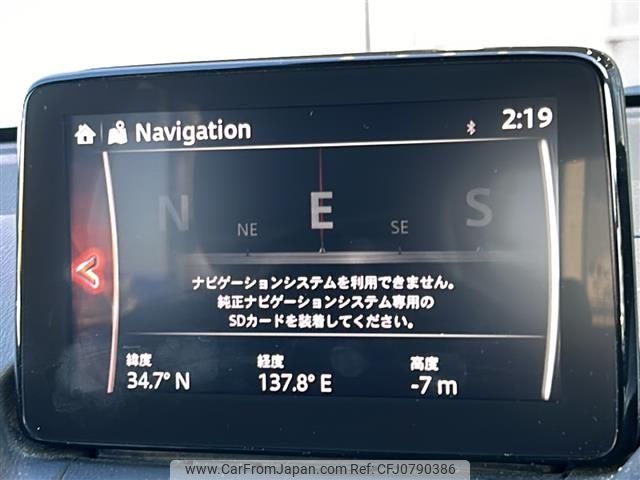 Navigation
2:19
N NE E SE S
ナビゲーションシステムを利用できません。
純正ナビゲーションシステム専用の
SDカードを装着してください。
緯度 経度 高度
34.7° N 137.8° E -7 m
www.CarFromJapan.com | Ref No.CFJ0790386